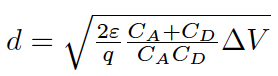 $d = \sqrt{\frac{2\varepsilon}{q} \frac{C_A + C_D}{C_A C_D} \Delta V}$